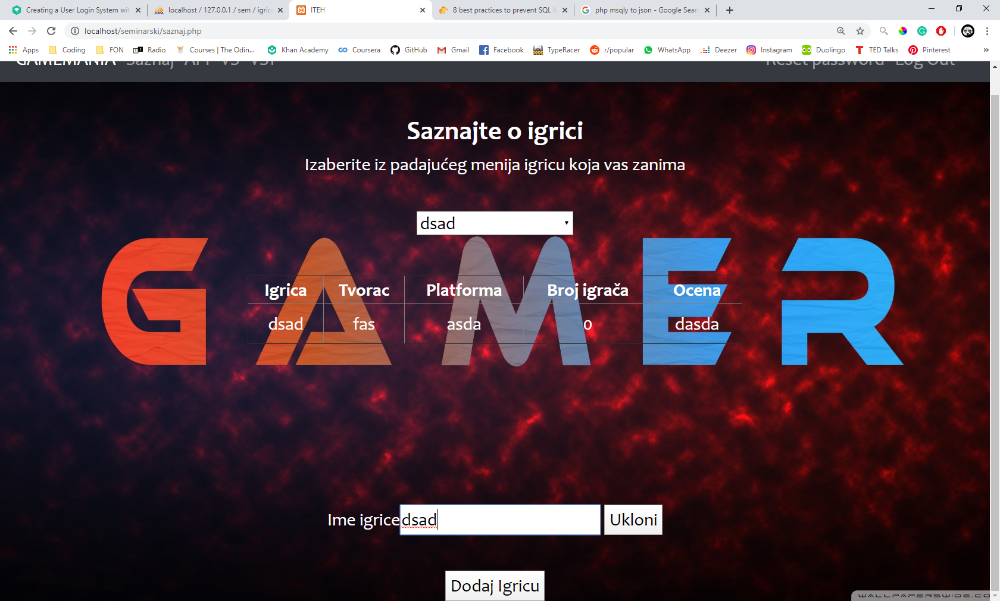 Creating a User Login System wit
localhost / 127.0.0.1 / sem / igric
ITEH
8 best practices to prevent SQL I
php msqly to json - Google Sear
localhost/seminarski/saznaj.php
Apps Coding FON Radio Courses | The Odin... Khan Academy Coursera GitHub Gmail Facebook TypeRacer r/popular WhatsApp Deezer Instagram Duolingo TED Talks Pinterest »
GAMEMANIA Saznaj API VS VS1 Reset password Log Out
Saznajte o igrici
Izaberite iz padajućeg menija igricu koja vas zanima
dsad
GAMER
Igrica Tvorac Platforma Broj igrača Ocena
dsad fas asda 0 dasda
Ime igrice dsad Ukloni
Dodaj Igricu
WALLPAPERSWIDE.CO